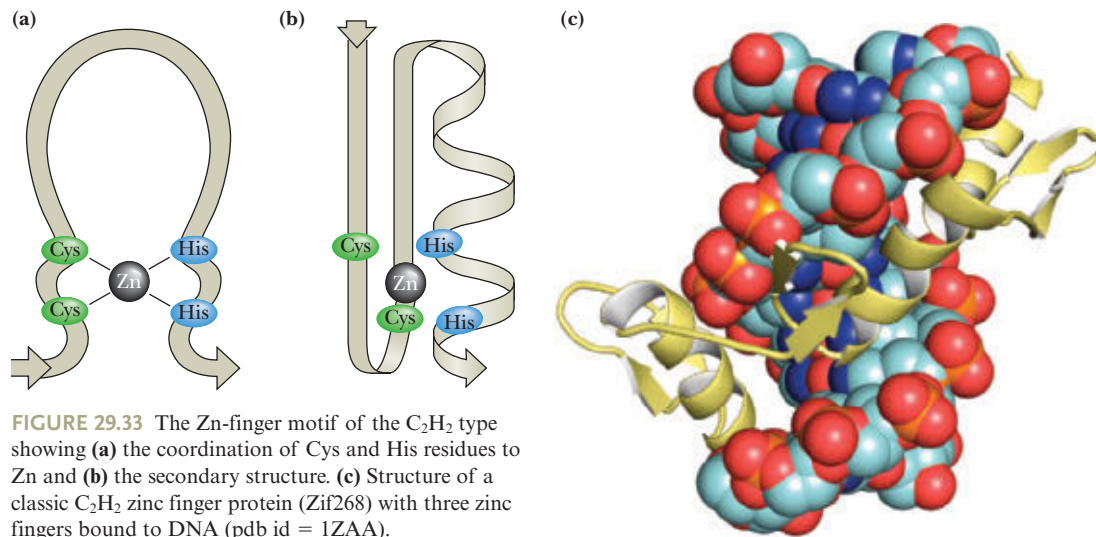 (a)
Cys
His
Zn
Cys
His
(b)
Cys
His
Zn
Cys
His
(c)
FIGURE 29.33 The Zn-finger motif of the C₂H₂ type
showing (a) the coordination of Cys and His residues to
Zn and (b) the secondary structure. (c) Structure of a
classic C₂H₂ zinc finger protein (Zif268) with three zinc
fingers bound to DNA (pdb id = 1ZAA).